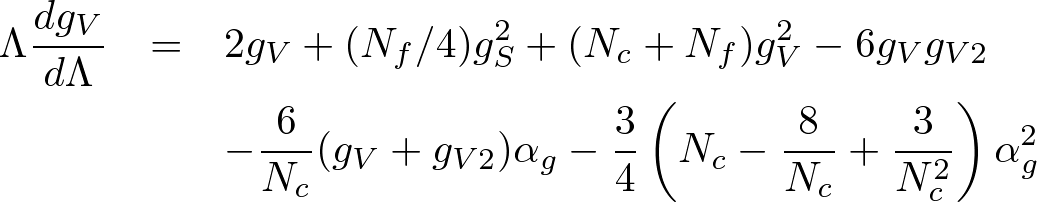 Λ dg_V/dΛ = 2g_V + (N_f/4)g_S^2 + (N_c + N_f)g_V^2 − 6g_V g_{V2}
−6/N_c (g_V + g_{V2})α_g − 3/4 (N_c − 8/N_c + 3/N_c^2) α_g^2